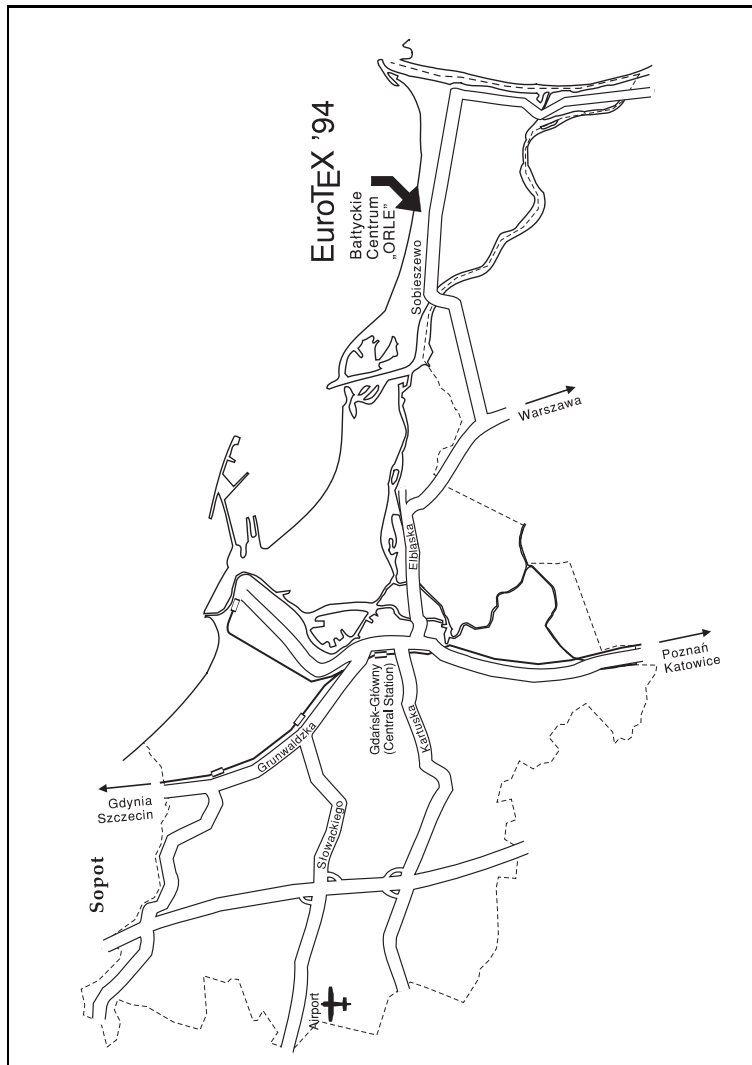 EuroTEX '94
Bałtyckie
Centrum
„ORLE”
Sobieszewo
Warszawa
Elbląska
Poznań
Katowice
Gdańsk-Główny
(Central Station)
Kartuska
Grunwaldzka
Gdynia
Szczecin
Słowackiego
Sopot
Airport